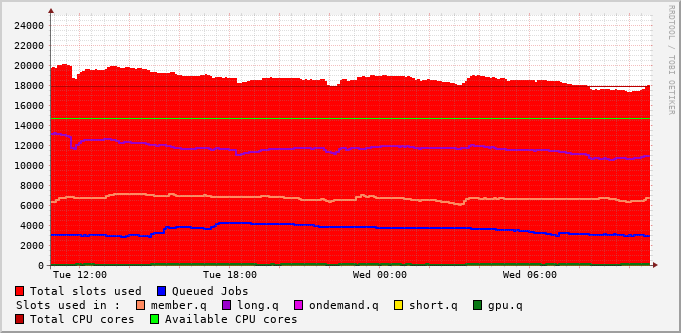 RRDTOOL / TOBI OETIKER
24000
22000
20000
18000
16000
14000
12000
10000
8000
6000
4000
2000
0
Tue 12:00 Tue 18:00 Wed 00:00 Wed 06:00
Total slots used Queued Jobs
Slots used in : member.q long.q ondemand.q short.q gpu.q
Total CPU cores Available CPU cores